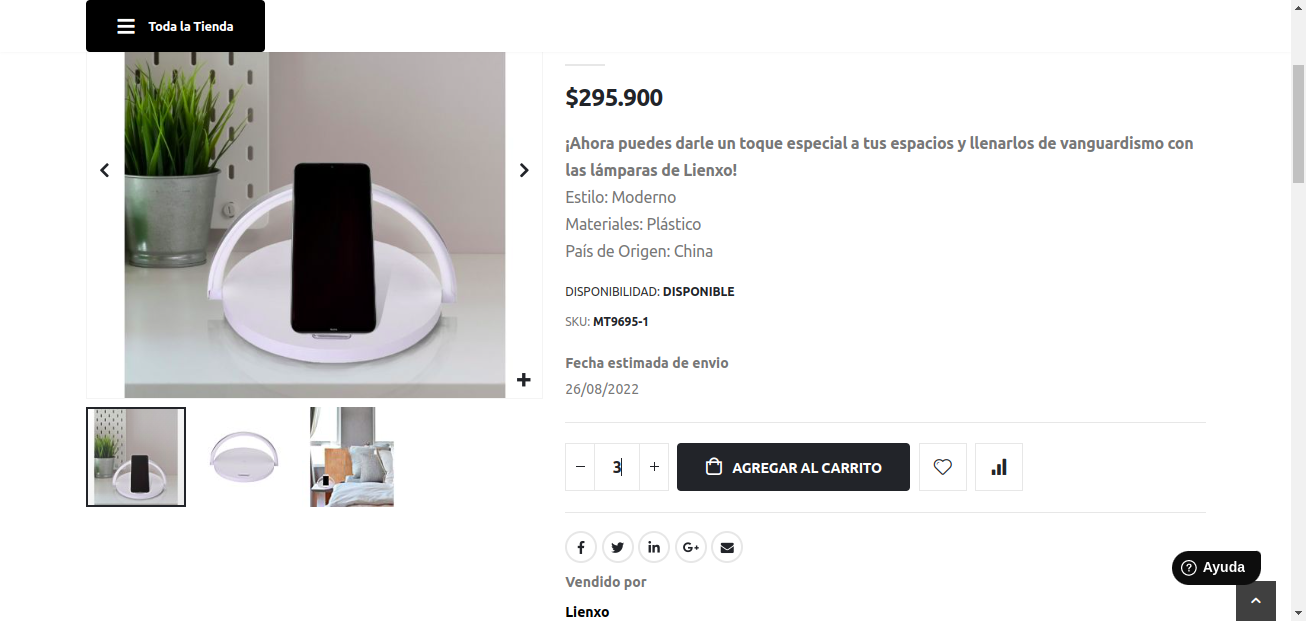 Toda la Tienda
$295.900
¡Ahora puedes darle un toque especial a tus espacios y llenarlos de vanguardismo con
las lámparas de Lienxo!
Estilo: Moderno
Materiales: Plástico
País de Origen: China
DISPONIBILIDAD: DISPONIBLE
SKU: MT9695-1
Fecha estimada de envio
26/08/2022
− 3 +
AGREGAR AL CARRITO
Vendido por
Lienxo
Ayuda